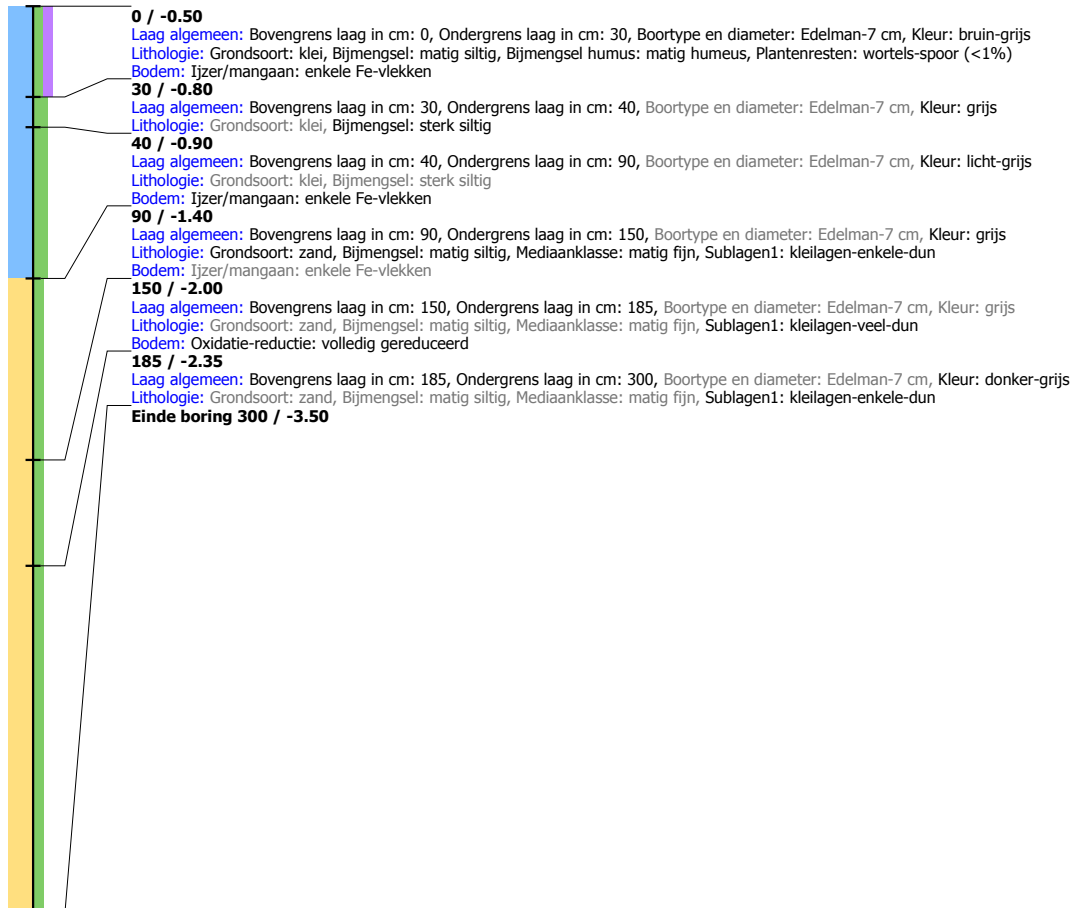 0 / -0.50
Laag algemeen: Bovengrens laag in cm: 0, Ondergrens laag in cm: 30, Boortype en diameter: Edelman-7 cm, Kleur: bruin-grijs
Lithologie: Grondsoort: klei, Bijmengsel: matig siltig, Bijmengsel humus: matig humeus, Plantenresten: wortels-spoor (<1%)
Bodem: Ijzer/mangaan: enkele Fe-vlekken
30 / -0.80
Laag algemeen: Bovengrens laag in cm: 30, Ondergrens laag in cm: 40, Boortype en diameter: Edelman-7 cm, Kleur: grijs
Lithologie: Grondsoort: klei, Bijmengsel: sterk siltig
40 / -0.90
Laag algemeen: Bovengrens laag in cm: 40, Ondergrens laag in cm: 90, Boortype en diameter: Edelman-7 cm, Kleur: licht-grijs
Lithologie: Grondsoort: klei, Bijmengsel: sterk siltig
Bodem: Ijzer/mangaan: enkele Fe-vlekken
90 / -1.40
Laag algemeen: Bovengrens laag in cm: 90, Ondergrens laag in cm: 150, Boortype en diameter: Edelman-7 cm, Kleur: grijs
Lithologie: Grondsoort: zand, Bijmengsel: matig siltig, Mediaanklasse: matig fijn, Sublagen1: kleilagen-enkele-dun
Bodem: Ijzer/mangaan: enkele Fe-vlekken
150 / -2.00
Laag algemeen: Bovengrens laag in cm: 150, Ondergrens laag in cm: 185, Boortype en diameter: Edelman-7 cm, Kleur: grijs
Lithologie: Grondsoort: zand, Bijmengsel: matig siltig, Mediaanklasse: matig fijn, Sublagen1: kleilagen-veel-dun
Bodem: Oxidatie-reductie: volledig gereduceerd
185 / -2.35
Laag algemeen: Bovengrens laag in cm: 185, Ondergrens laag in cm: 300, Boortype en diameter: Edelman-7 cm, Kleur: donker-grijs
Lithologie: Grondsoort: zand, Bijmengsel: matig siltig, Mediaanklasse: matig fijn, Sublagen1: kleilagen-enkele-dun
Einde boring 300 / -3.50